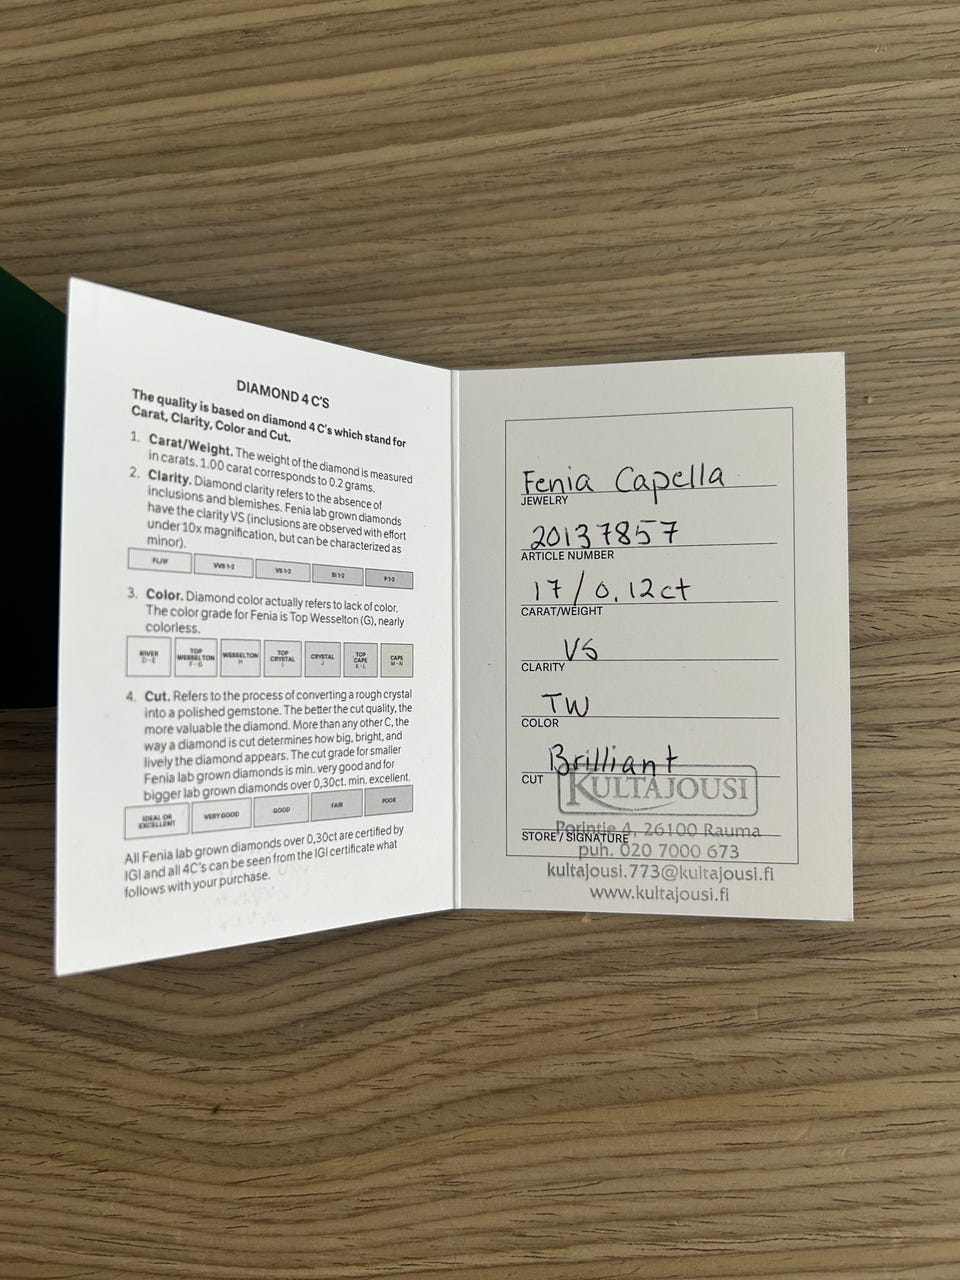 DIAMOND 4 C'S
The quality is based on diamond 4 C's which stand for
Carat, Clarity, Color and Cut.
1. Carat/Weight. The weight of the diamond is measured
in carats. 1.00 carat corresponds to 0.2 grams.
2. Clarity. Diamond clarity refers to the absence of
inclusions and blemishes. Fenia lab grown diamonds
have the clarity VS (inclusions are observed with effort
under 10x magnification, but can be characterized as
minor).
FL/IF VVS 1-2 VS 1-2 SI 1-2 P 1-3
3. Color. Diamond color actually refers to lack of color.
The color grade for Fenia is Top Wesselton (G), nearly
colorless.
RIVER D-E TOP WESSELTON F-G WESSELTON H TOP CRYSTAL I CRYSTAL J TOP CAPE K-L CAPE M-N
4. Cut. Refers to the process of converting a rough crystal
into a polished gemstone. The better the cut quality, the
more valuable the diamond. More than any other C, the
way a diamond is cut determines how big, bright, and
lively the diamond appears. The cut grade for smaller
Fenia lab grown diamonds is min. very good and for
bigger lab grown diamonds over 0,30ct. min. excellent.
IDEAL OR EXCELLENT VERY GOOD GOOD FAIR POOR
All Fenia lab grown diamonds over 0,30ct are certified by
IGI and all 4C's can be seen from the IGI certificate what
follows with your purchase.
Fenia Capella
JEWELRY
20137857
ARTICLE NUMBER
17/0.12ct
CARAT/WEIGHT
VS
CLARITY
TW
COLOR
Brilliant
CUT
KULTAJOUSI
Porintie 4, 26100 Rauma
STORE / SIGNATURE
puh. 020 7000 673
kultajousi.773@kultajousi.fi
www.kultajousi.fi